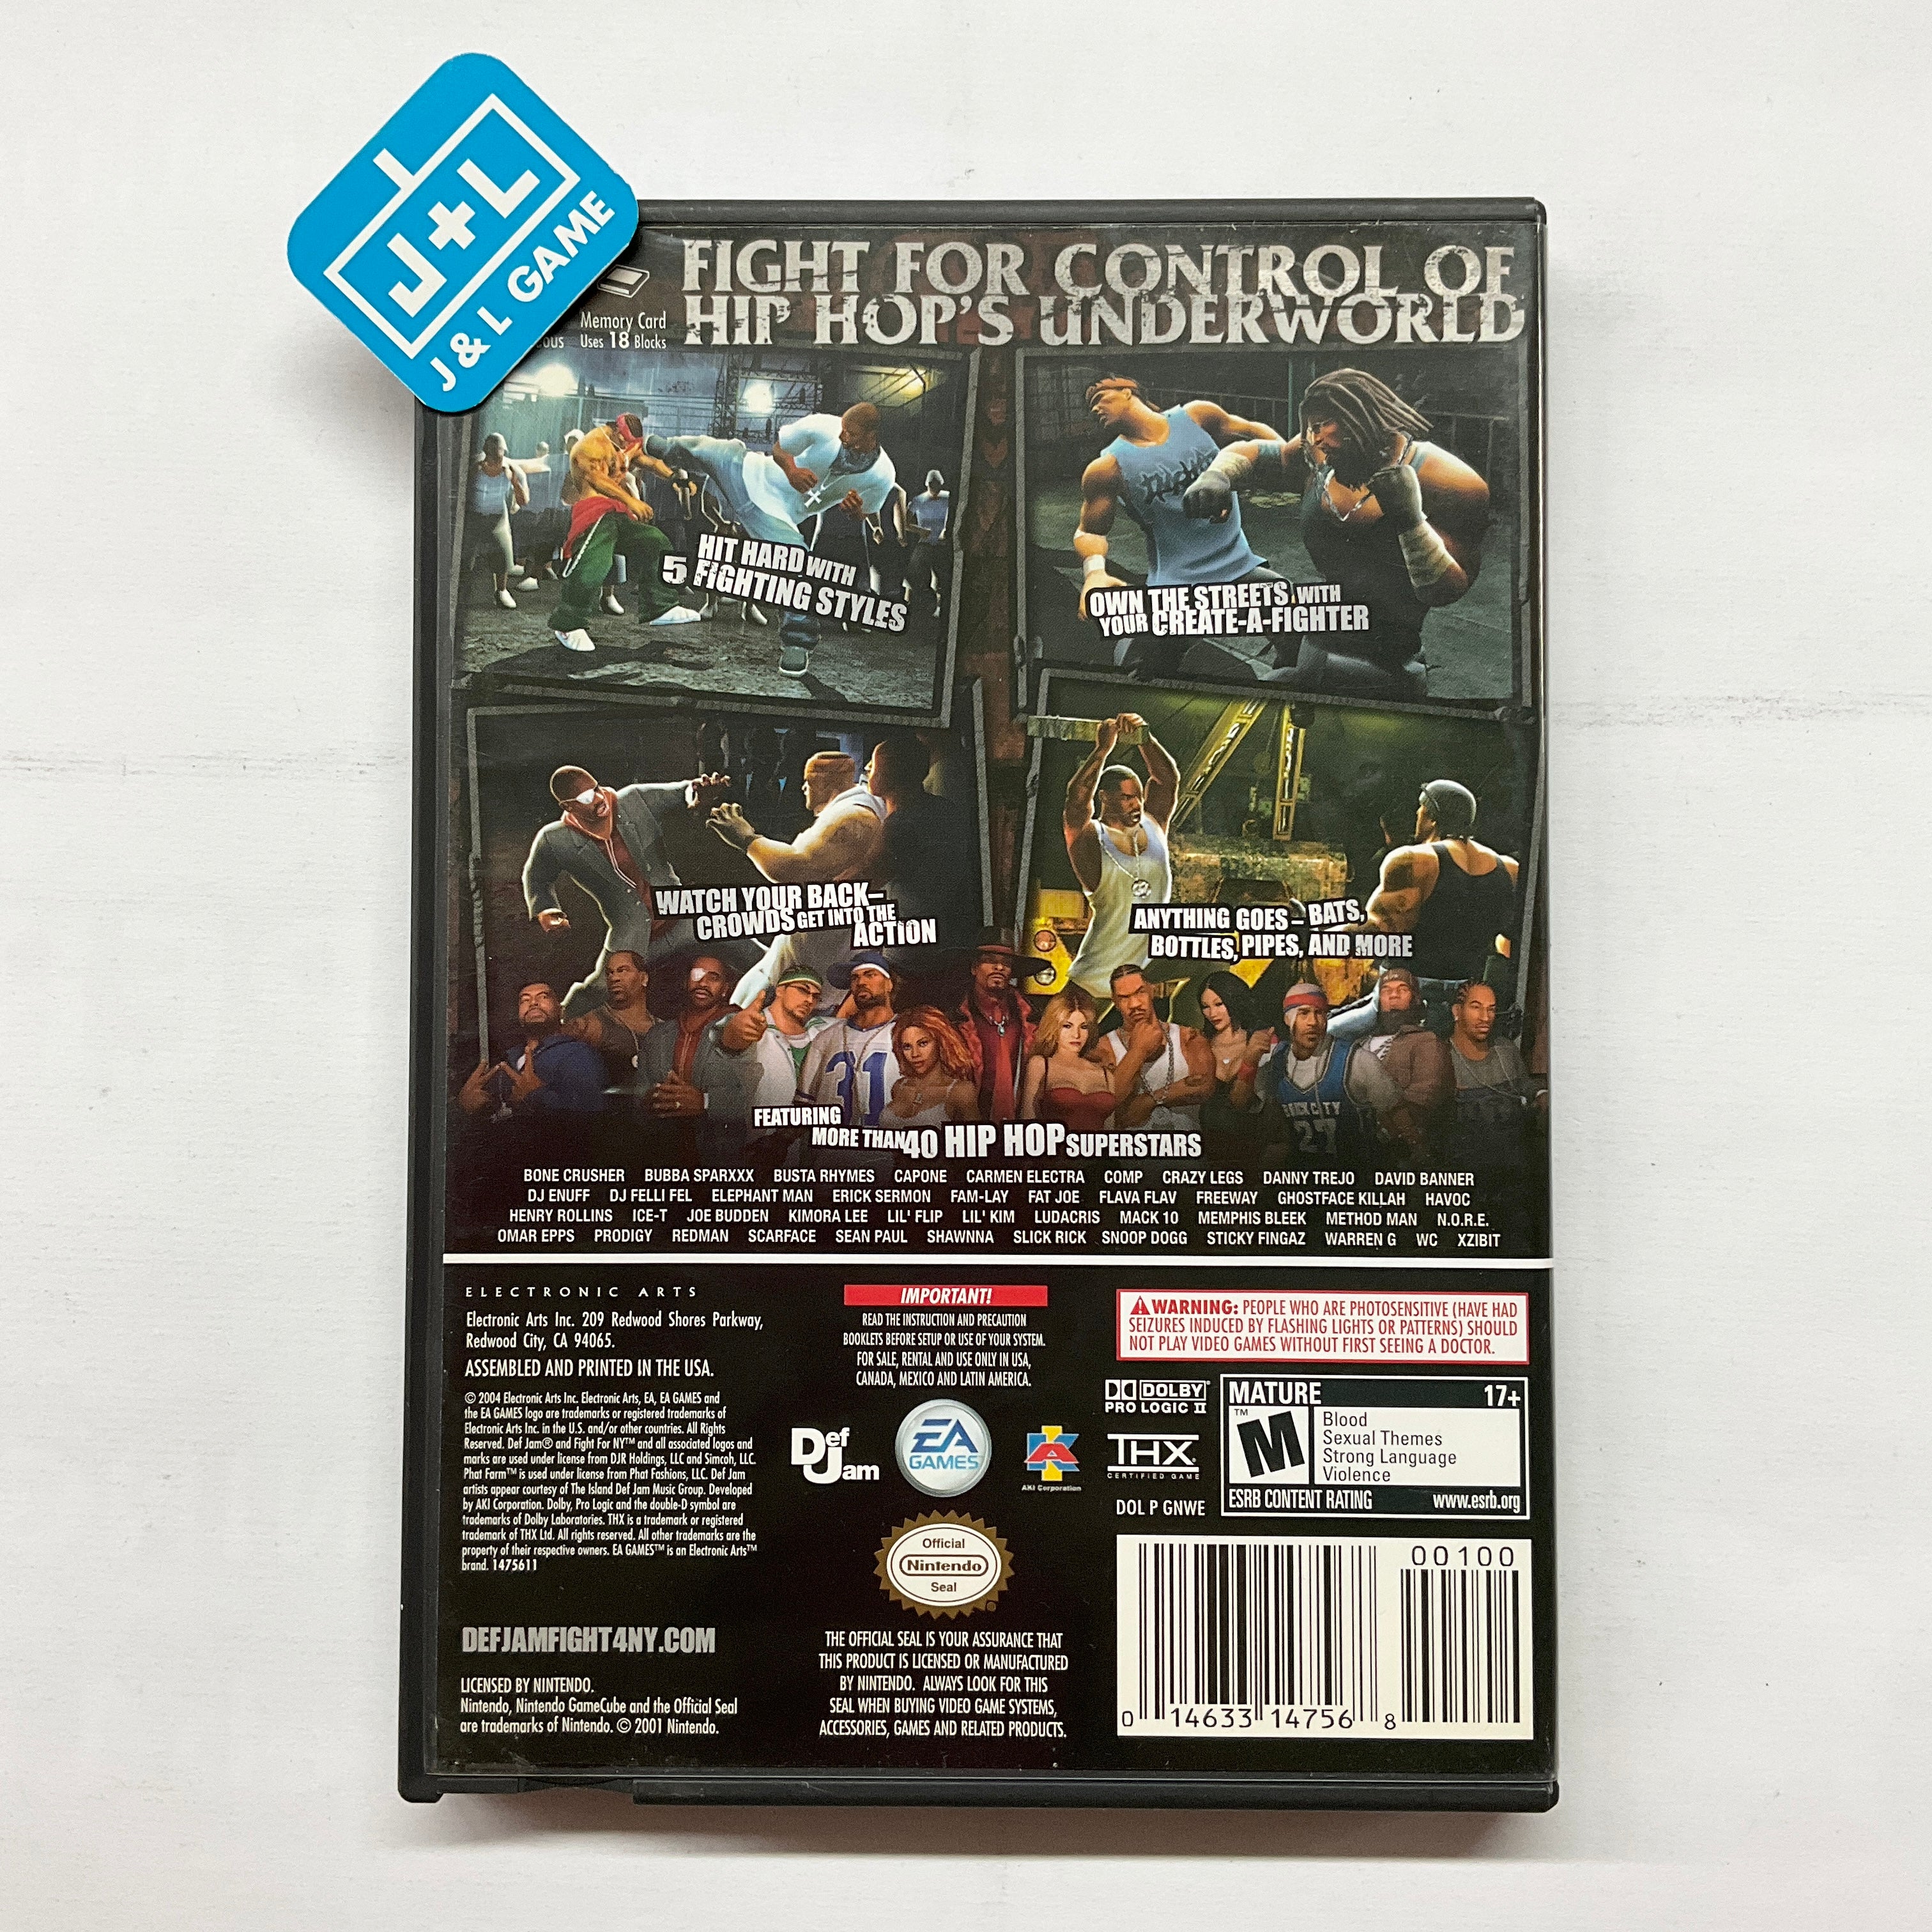 J+L
J & L GAME
FIGHT FOR CONTROL OF
HIP HOP'S UNDERWORLD
Memory Card
Uses 18 Blocks
HIT HARD WITH
5 FIGHTING STYLES
OWN THE STREETS WITH
YOUR CREATE-A-FIGHTER
WATCH YOUR BACK–
CROWDS GET INTO THE
ACTION
ANYTHING GOES – BATS,
BOTTLES, PIPES, AND MORE
31
BRICK CITY
27
FEATURING
MORE THAN 40 HIP HOP SUPERSTARS
BONE CRUSHER BUBBA SPARXXX BUSTA RHYMES CAPONE CARMEN ELECTRA COMP CRAZY LEGS DANNY TREJO DAVID BANNER
DJ ENUFF DJ FELLI FEL ELEPHANT MAN ERICK SERMON FAM-LAY FAT JOE FLAVA FLAV FREEWAY GHOSTFACE KILLAH HAVOC
HENRY ROLLINS ICE-T JOE BUDDEN KIMORA LEE LIL' FLIP LIL' KIM LUDACRIS MACK 10 MEMPHIS BLEEK METHOD MAN N.O.R.E.
OMAR EPPS PRODIGY REDMAN SCARFACE SEAN PAUL SHAWNNA SLICK RICK SNOOP DOGG STICKY FINGAZ WARREN G WC XZIBIT
ELECTRONIC ARTS
Electronic Arts Inc. 209 Redwood Shores Parkway,
Redwood City, CA 94065.
ASSEMBLED AND PRINTED IN THE USA.
© 2004 Electronic Arts Inc. Electronic Arts, EA, EA GAMES and
the EA GAMES logo are trademarks or registered trademarks of
Electronic Arts Inc. in the U.S. and/or other countries. All Rights
Reserved. Def Jam® and Fight For NY™ and all associated logos and
marks are used under license from DJR Holdings, LLC and Simcoh, LLC.
Phat Farm™ is used under license from Phat Fashions, LLC. Def Jam
artists appear courtesy of The Island Def Jam Music Group. Developed
by AKI Corporation. Dolby, Pro Logic and the double-D symbol are
trademarks of Dolby Laboratories. THX is a trademark or registered
trademark of THX Ltd. All rights reserved. All other trademarks are the
property of their respective owners. EA GAMES™ is an Electronic Arts™
brand. 1475611
DEFJAMFIGHT4NY.COM
LICENSED BY NINTENDO.
Nintendo, Nintendo GameCube and the Official Seal
are trademarks of Nintendo. © 2001 Nintendo.
IMPORTANT!
READ THE INSTRUCTION AND PRECAUTION
BOOKLETS BEFORE SETUP OR USE OF YOUR SYSTEM.
FOR SALE, RENTAL AND USE ONLY IN USA,
CANADA, MEXICO AND LATIN AMERICA.
Def Jam
EA GAMES™
A
AKI Corporation
Official
Nintendo
Seal
®
THE OFFICIAL SEAL IS YOUR ASSURANCE THAT
THIS PRODUCT IS LICENSED OR MANUFACTURED
BY NINTENDO. ALWAYS LOOK FOR THIS
SEAL WHEN BUYING VIDEO GAME SYSTEMS,
ACCESSORIES, GAMES AND RELATED PRODUCTS.
WARNING: PEOPLE WHO ARE PHOTOSENSITIVE (HAVE HAD
SEIZURES INDUCED BY FLASHING LIGHTS OR PATTERNS) SHOULD
NOT PLAY VIDEO GAMES WITHOUT FIRST SEEING A DOCTOR.
DOLBY®
PRO LOGIC II
THX®
CERTIFIED GAME
DOL P GNWE
MATURE 17+
M™
Blood
Sexual Themes
Strong Language
Violence
ESRB CONTENT RATING www.esrb.org
00100
0 14633 14756 8